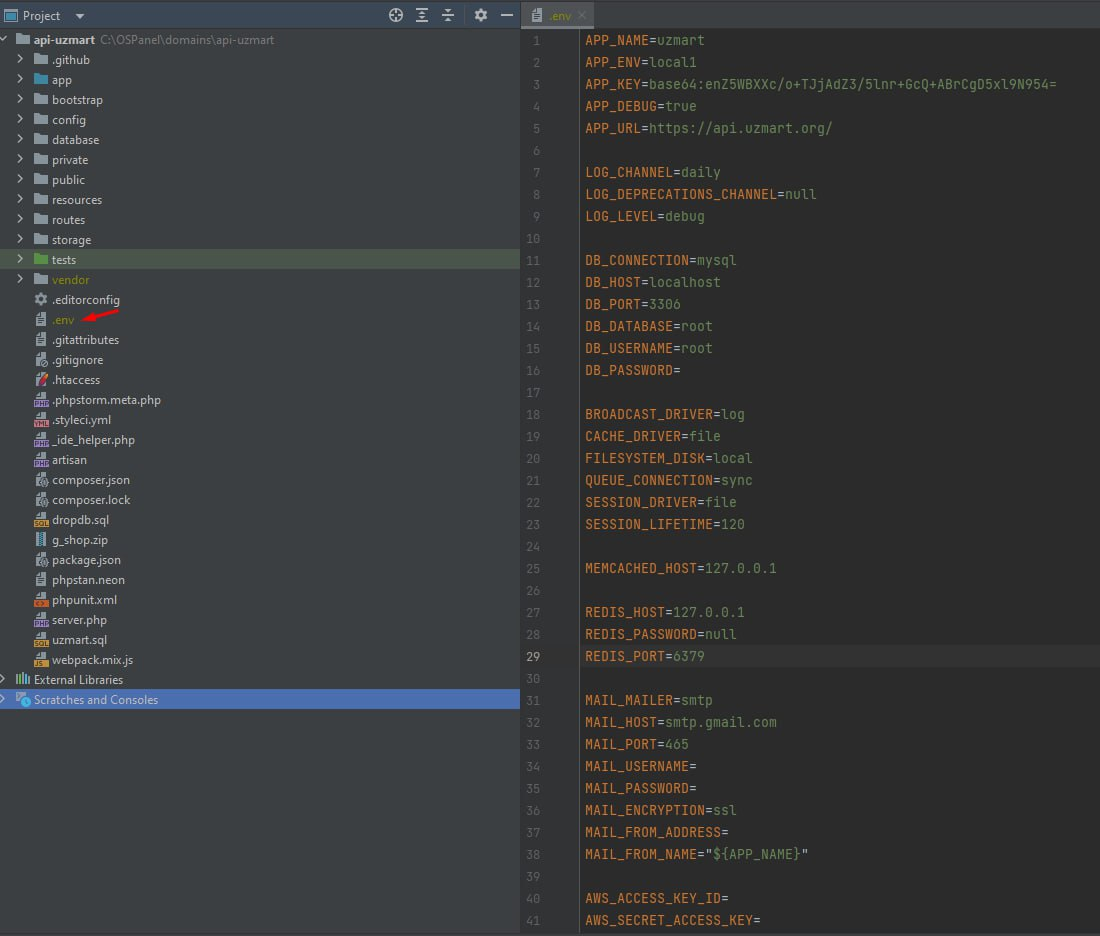 Project
api-uzmart C:\OSPanel\domains\api-uzmart
.github
app
bootstrap
config
database
private
public
resources
routes
storage
tests
vendor
.editorconfig
.env
.gitattributes
.gitignore
.htaccess
.phpstorm.meta.php
.styleci.yml
_ide_helper.php
artisan
composer.json
composer.lock
dropdb.sql
g_shop.zip
package.json
phpstan.neon
phpunit.xml
server.php
uzmart.sql
webpack.mix.js
External Libraries
Scratches and Consoles
.env
1 APP_NAME=uzmart
2 APP_ENV=local1
3 APP_KEY=base64:enZ5WBXXc/o+TJjAdZ3/5lnr+GcQ+ABrCgD5xl9N954=
4 APP_DEBUG=true
5 APP_URL=https://api.uzmart.org/
6
7 LOG_CHANNEL=daily
8 LOG_DEPRECATIONS_CHANNEL=null
9 LOG_LEVEL=debug
10
11 DB_CONNECTION=mysql
12 DB_HOST=localhost
13 DB_PORT=3306
14 DB_DATABASE=root
15 DB_USERNAME=root
16 DB_PASSWORD=
17
18 BROADCAST_DRIVER=log
19 CACHE_DRIVER=file
20 FILESYSTEM_DISK=local
21 QUEUE_CONNECTION=sync
22 SESSION_DRIVER=file
23 SESSION_LIFETIME=120
24
25 MEMCACHED_HOST=127.0.0.1
26
27 REDIS_HOST=127.0.0.1
28 REDIS_PASSWORD=null
29 REDIS_PORT=6379
30
31 MAIL_MAILER=smtp
32 MAIL_HOST=smtp.gmail.com
33 MAIL_PORT=465
34 MAIL_USERNAME=
35 MAIL_PASSWORD=
36 MAIL_ENCRYPTION=ssl
37 MAIL_FROM_ADDRESS=
38 MAIL_FROM_NAME="${APP_NAME}"
39
40 AWS_ACCESS_KEY_ID=
41 AWS_SECRET_ACCESS_KEY=